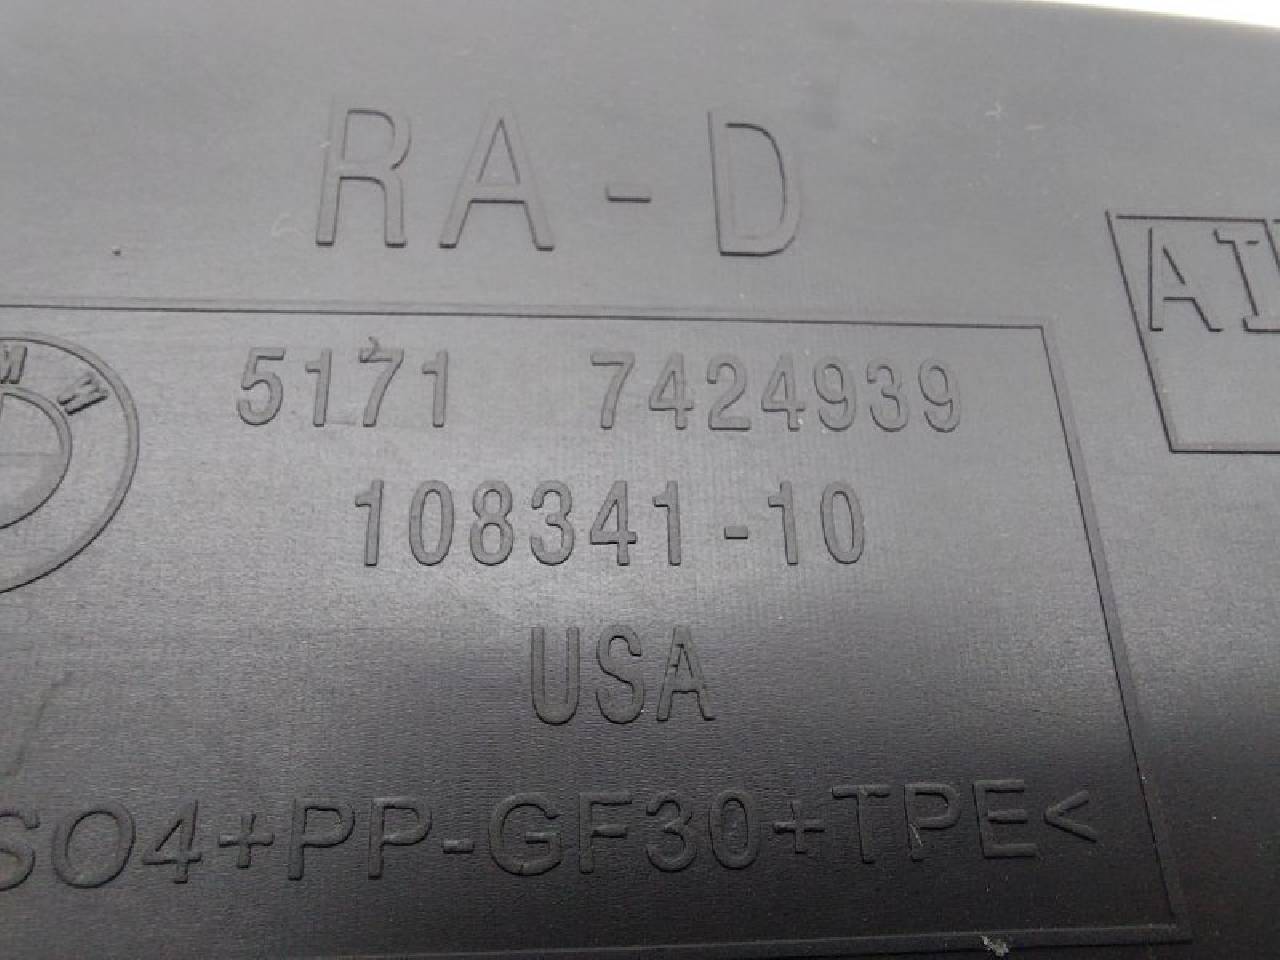 RA-D
5171 7424939
108341-10
USA
SO4+PP-GF30+TPE<